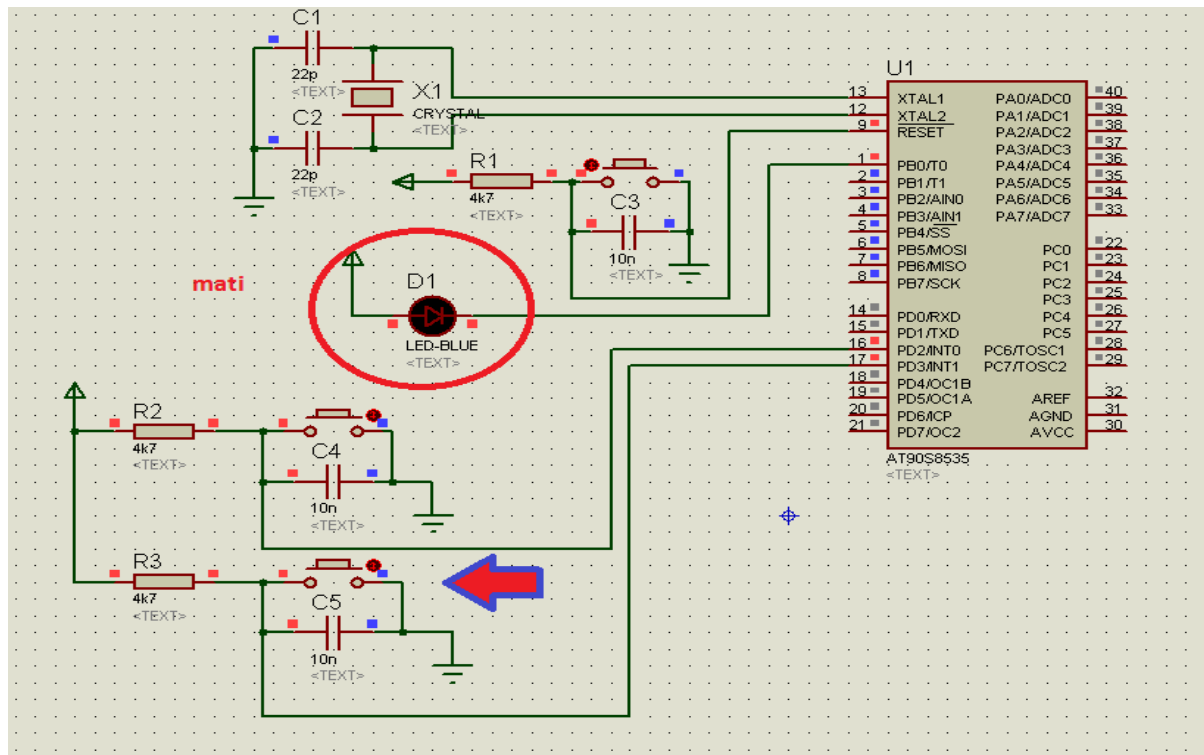 C1
22p
<TEXT>
X1
CRYSTAL
<TEXT>
C2
22p
<TEXT>
R1
4k7
<TEXT>
C3
10n
<TEXT>
mati
D1
LED-BLUE
<TEXT>
R2
4k7
<TEXT>
C4
10n
<TEXT>
R3
4k7
<TEXT>
C5
10n
<TEXT>
U1
13 XTAL1 PA0/ADC0 40
12 XTAL2 PA1/ADC1 39
9 RESET PA2/ADC2 38
PA3/ADC3 37
1 PB0/T0 PA4/ADC4 36
2 PB1/T1 PA5/ADC5 35
3 PB2/AIN0 PA6/ADC6 34
4 PB3/AIN1 PA7/ADC7 33
5 PB4/SS
6 PB5/MOSI PC0 22
7 PB6/MISO PC1 23
8 PB7/SCK PC2 24
PC3 25
14 PD0/RXD PC4 26
15 PD1/TXD PC5 27
16 PD2/INT0 PC6/TOSC1 28
17 PD3/INT1 PC7/TOSC2 29
18 PD4/OC1B
19 PD5/OC1A AREF 32
20 PD6/ICP AGND 31
21 PD7/OC2 AVCC 30
AT90S8535
<TEXT>